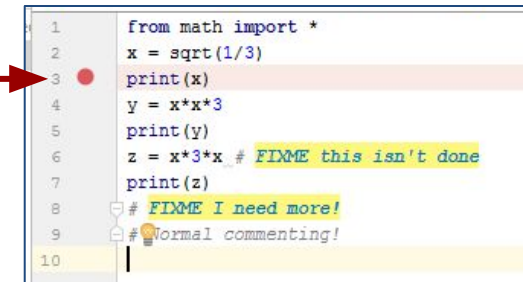 1 from math import *
2 x = sqrt(1/3)
3 print(x)
4 y = x*x*3
5 print(y)
6 z = x*3*x # FIXME this isn't done
7 print(z)
8 # FIXME I need more!
9 # Normal commenting!
10